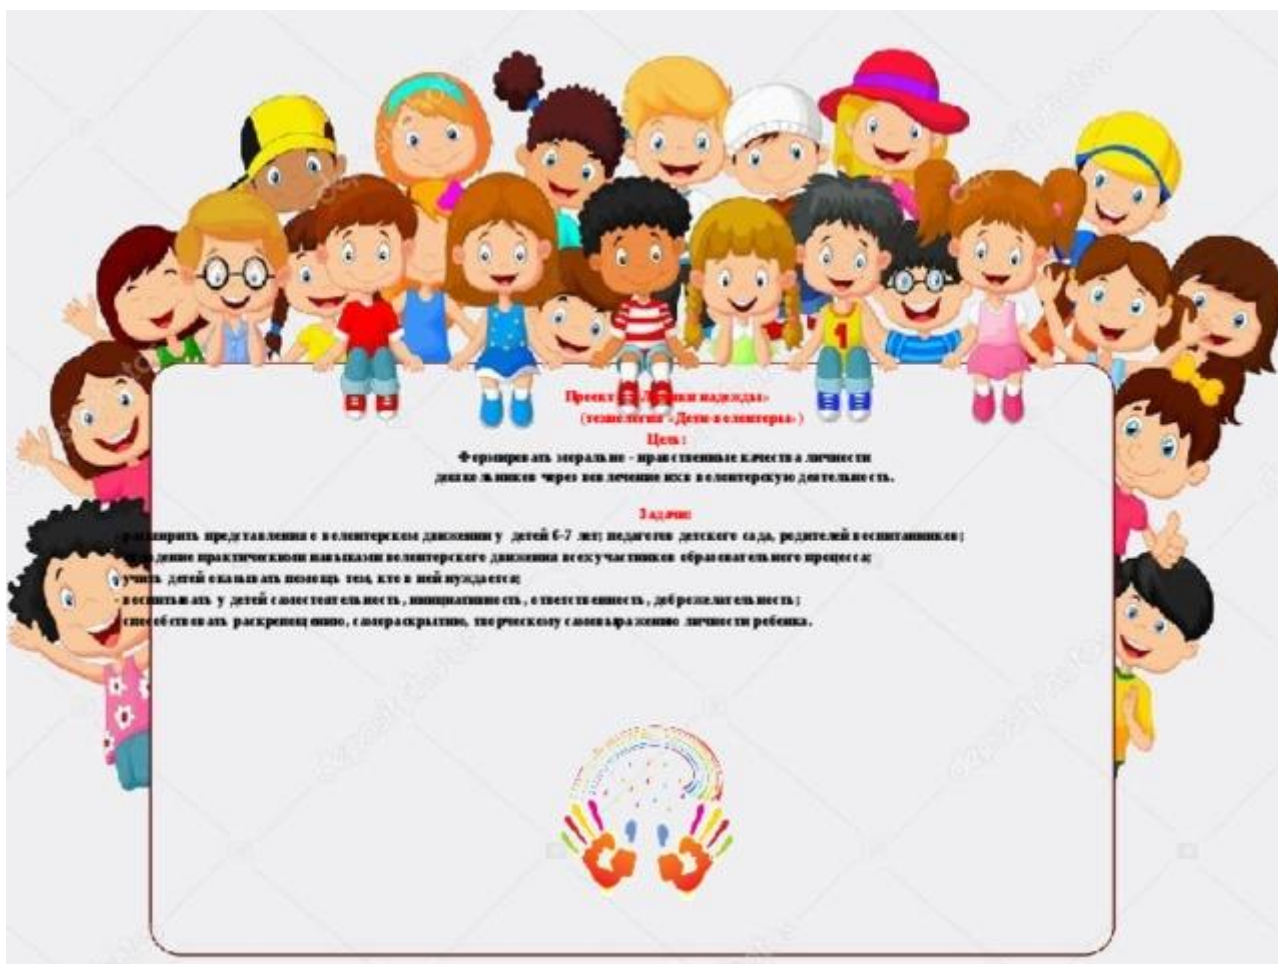 Проект надежды»
(технология «Дети-волонтеры»)
Цель:
Формировать морально - нравственные качества личности
дошкольников через вовлечение их в волонтерскую деятельность.
Задачи:
представления о волонтерском движении у детей 6-7 лет; педагогов детского сада, родителей воспитанников;
практическими навыками волонтерского движения всех участников образовательного процесса;
учить детей оказывать помощь тем, кто в ней нуждается;
- воспитывать у детей самостоятельность, инициативность, ответственность, доброжелательность;
способствовать раскрепощению, самораскрытию, творческому самовыражению личности ребенка.
depositphotos